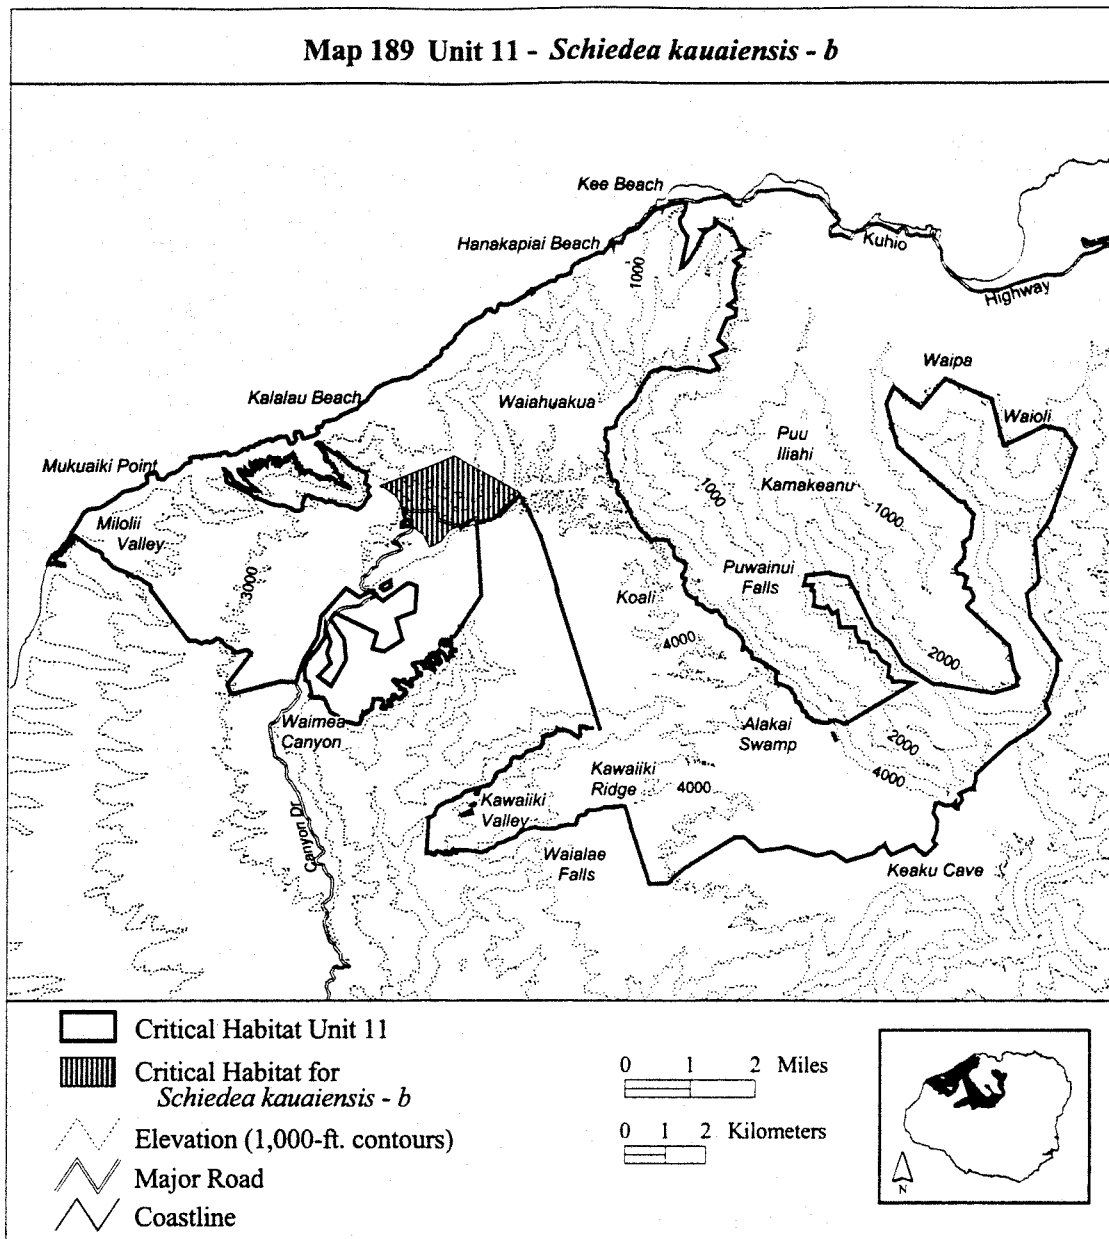 Map 189 Unit 11 - Schiedea kauaiensis - b
Kee Beach
Hanakapiai Beach
Kuhio
Highway
1000
Waipa
Kalalau Beach
Waiahuakua
Waioli
Puu
Iliahi
Kamakeanu
Mukuaiki Point
1000
1000
Milolii
Valley
3000
Puwainui
Falls
Koali
4000
2000
Waimea
Canyon
Alakai
Swamp
2000
4000
Kawaiiki
Ridge
4000
Kawaiiki
Valley
Canyon Dr
Waialae
Falls
Keaku Cave
Critical Habitat Unit 11
Critical Habitat for
Schiedea kauaiensis - b
Elevation (1,000-ft. contours)
Major Road
Coastline
0 1 2 Miles
0 1 2 Kilometers
N